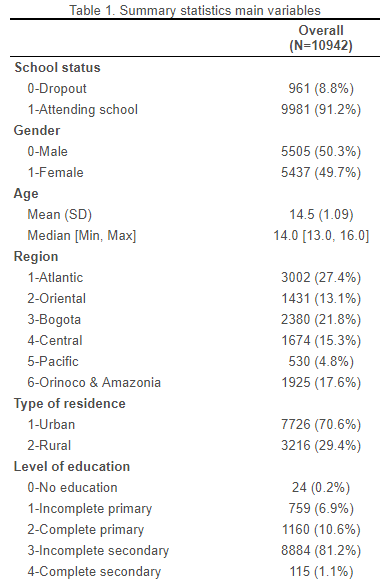 Table 1. Summary statistics main variables
Overall
(N=10942)
School status
0-Dropout 961 (8.8%)
1-Attending school 9981 (91.2%)
Gender
0-Male 5505 (50.3%)
1-Female 5437 (49.7%)
Age
Mean (SD) 14.5 (1.09)
Median [Min, Max] 14.0 [13.0, 16.0]
Region
1-Atlantic 3002 (27.4%)
2-Oriental 1431 (13.1%)
3-Bogota 2380 (21.8%)
4-Central 1674 (15.3%)
5-Pacific 530 (4.8%)
6-Orinoco & Amazonia 1925 (17.6%)
Type of residence
1-Urban 7726 (70.6%)
2-Rural 3216 (29.4%)
Level of education
0-No education 24 (0.2%)
1-Incomplete primary 759 (6.9%)
2-Complete primary 1160 (10.6%)
3-Incomplete secondary 8884 (81.2%)
4-Complete secondary 115 (1.1%)